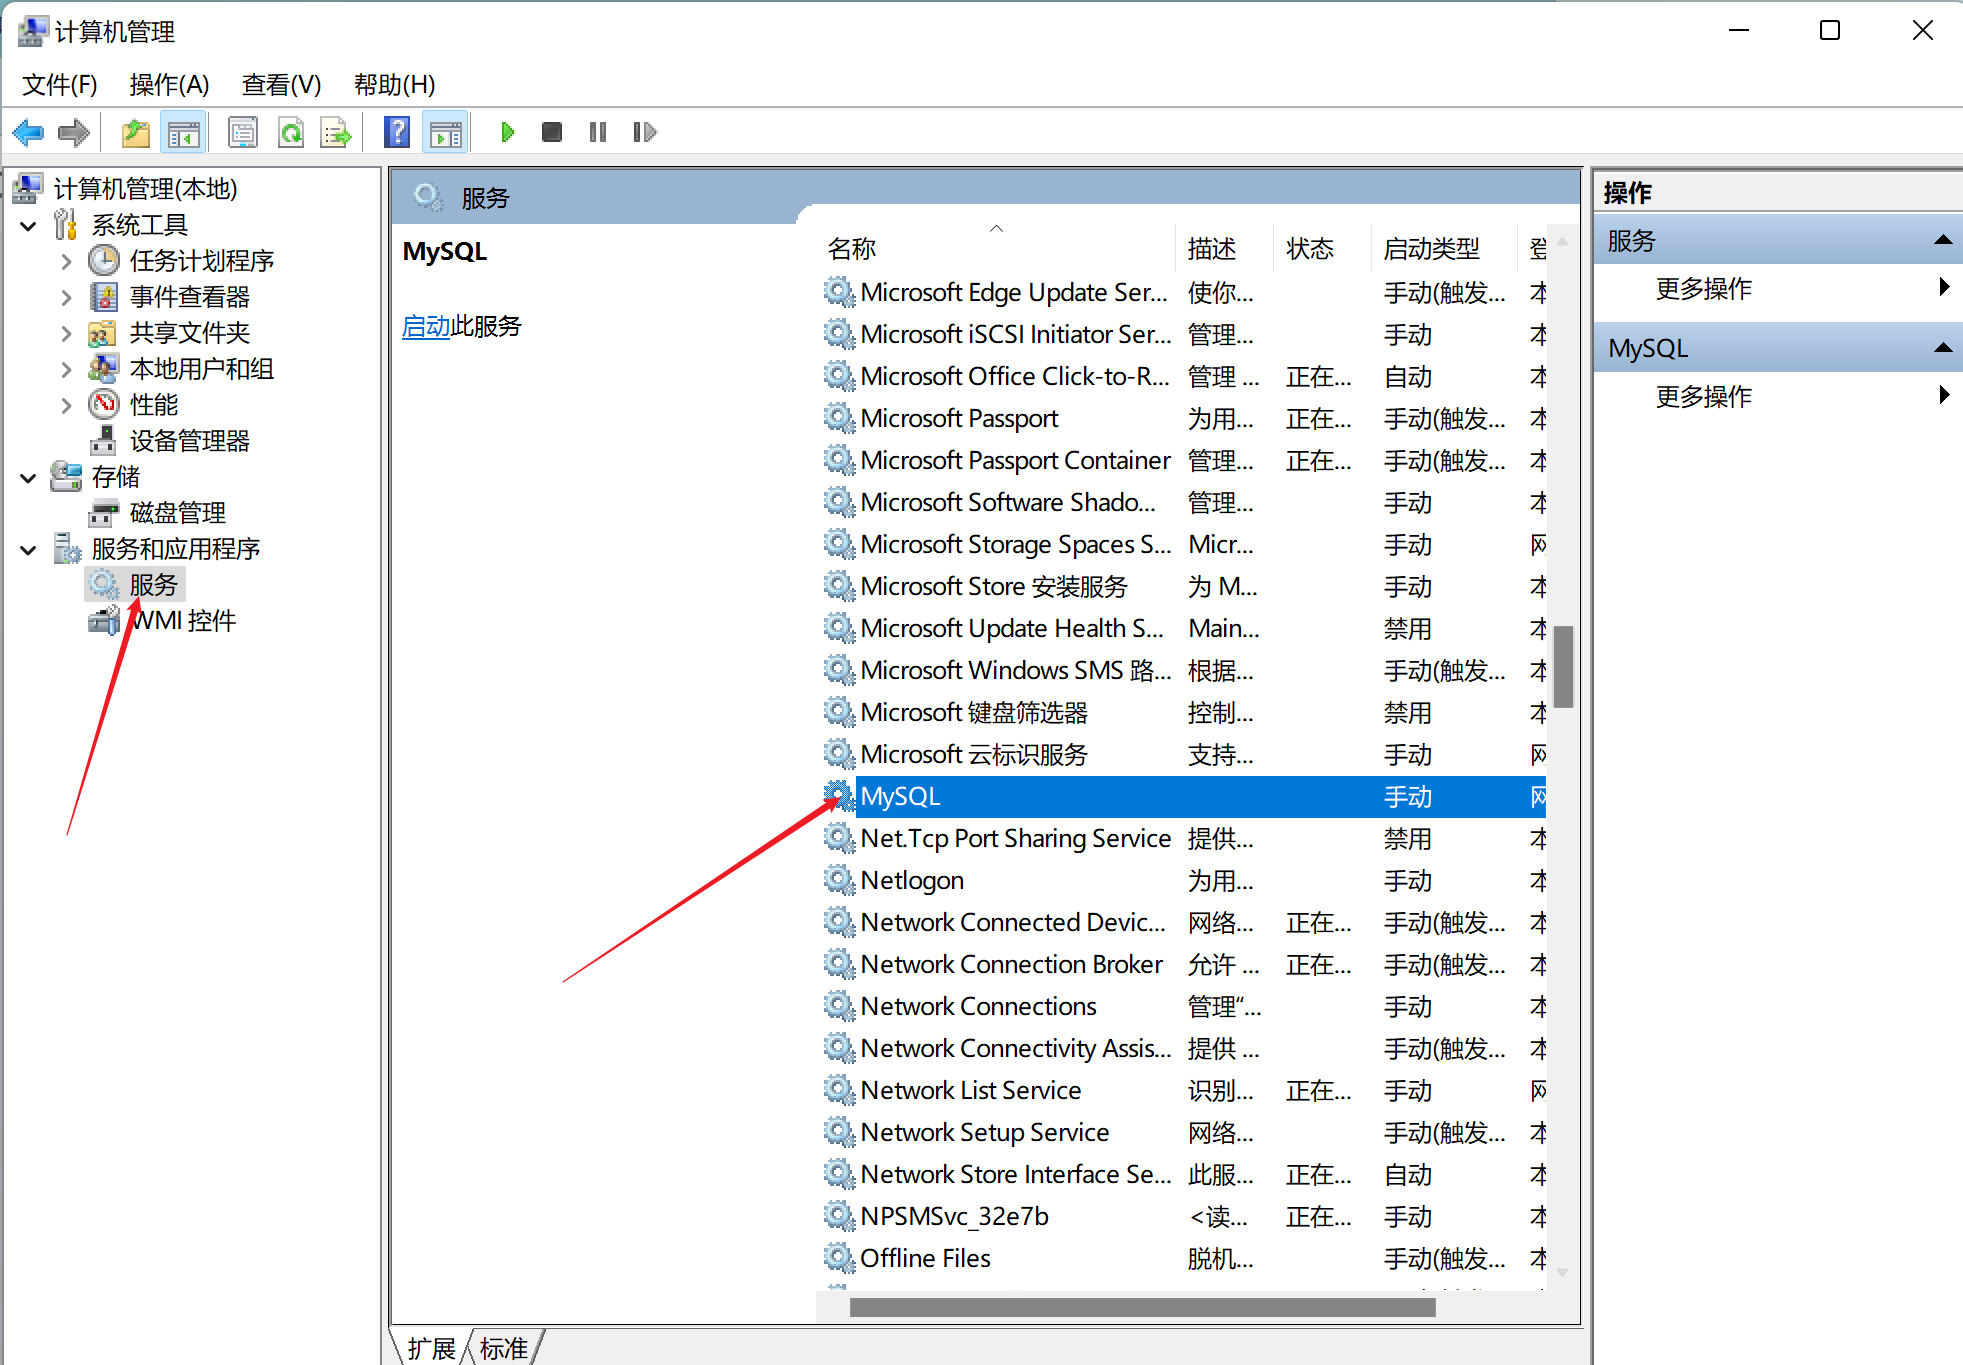 计算机管理
文件(F) 操作(A) 查看(V) 帮助(H)
计算机管理(本地)
系统工具
任务计划程序
事件查看器
共享文件夹
本地用户和组
性能
设备管理器
存储
磁盘管理
服务和应用程序
服务
WMI 控件
服务
MySQL
启动此服务
名称 描述 状态 启动类型 登
Microsoft Edge Update Ser... 使你... 手动(触发... 本
Microsoft iSCSI Initiator Ser... 管理... 手动 本
Microsoft Office Click-to-R... 管理 ... 正在... 自动 本
Microsoft Passport 为用... 正在... 手动(触发... 本
Microsoft Passport Container 管理... 正在... 手动(触发... 本
Microsoft Software Shado... 管理... 手动 本
Microsoft Storage Spaces S... Micr... 手动 网
Microsoft Store 安装服务 为 M... 手动 本
Microsoft Update Health S... Main... 禁用 本
Microsoft Windows SMS 路... 根据... 手动(触发... 本
Microsoft 键盘筛选器 控制... 禁用 本
Microsoft 云标识服务 支持... 手动 网
MySQL 手动 网
Net.Tcp Port Sharing Service 提供... 禁用 本
Netlogon 为用... 手动 本
Network Connected Devic... 网络... 正在... 手动(触发... 本
Network Connection Broker 允许 ... 正在... 手动(触发... 本
Network Connections 管理“... 手动 本
Network Connectivity Assis... 提供 ... 手动(触发... 本
Network List Service 识别... 正在... 手动 网
Network Setup Service 网络... 手动(触发... 本
Network Store Interface Se... 此服... 正在... 自动 本
NPSMSvc_32e7b <读... 正在... 手动 本
Offline Files 脱机... 手动(触发... 本
扩展 标准
操作
服务
更多操作
MySQL
更多操作